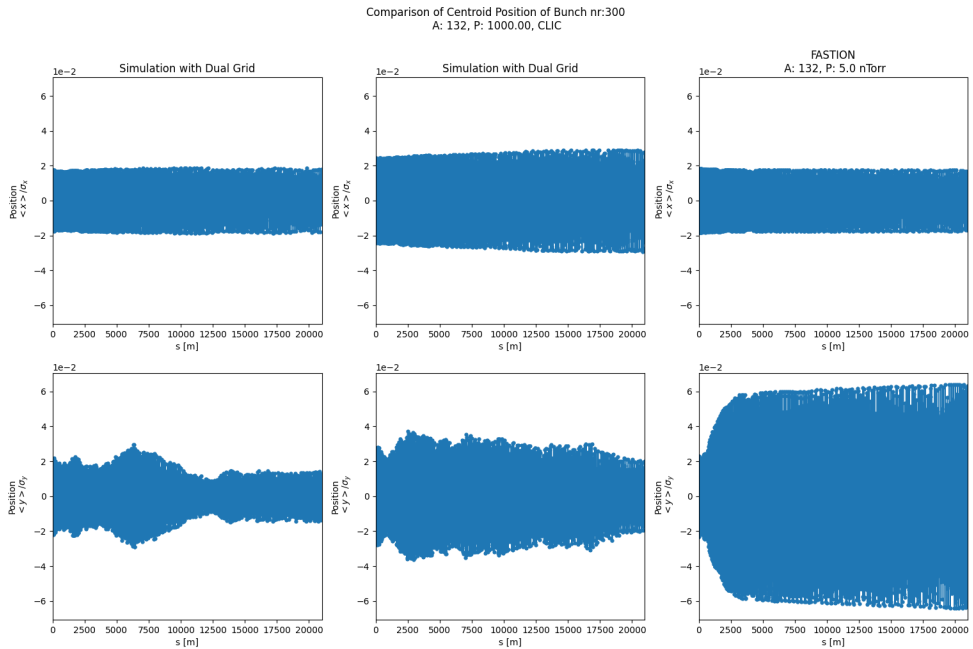 Comparison of Centroid Position of Bunch nr:300
A: 132, P: 1000.00, CLIC
Simulation with Dual Grid
Simulation with Dual Grid
FASTION
A: 132, P: 5.0 nTorr
1e−2
1e−2
1e−2
6
4
2
0
−2
−4
−6
Position
<x>/σx
6
4
2
0
−2
−4
−6
Position
<x>/σx
6
4
2
0
−2
−4
−6
Position
<x>/σx
0 2500 5000 7500 10000 12500 15000 17500 20000
0 2500 5000 7500 10000 12500 15000 17500 20000
0 2500 5000 7500 10000 12500 15000 17500 20000
s [m]
s [m]
s [m]
1e−2
1e−2
1e−2
6
4
2
0
−2
−4
−6
Position
<y>/σy
6
4
2
0
−2
−4
−6
Position
<y>/σy
6
4
2
0
−2
−4
−6
Position
<y>/σy
0 2500 5000 7500 10000 12500 15000 17500 20000
0 2500 5000 7500 10000 12500 15000 17500 20000
0 2500 5000 7500 10000 12500 15000 17500 20000
s [m]
s [m]
s [m]